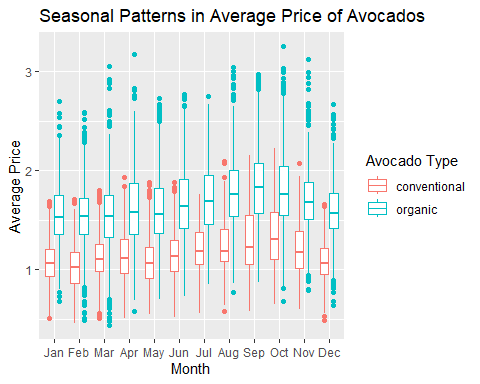 Seasonal Patterns in Average Price of Avocados
3
2
1
Average Price
Jan Feb Mar Apr May Jun Jul Aug Sep Oct Nov Dec
Month
Avocado Type
conventional
organic